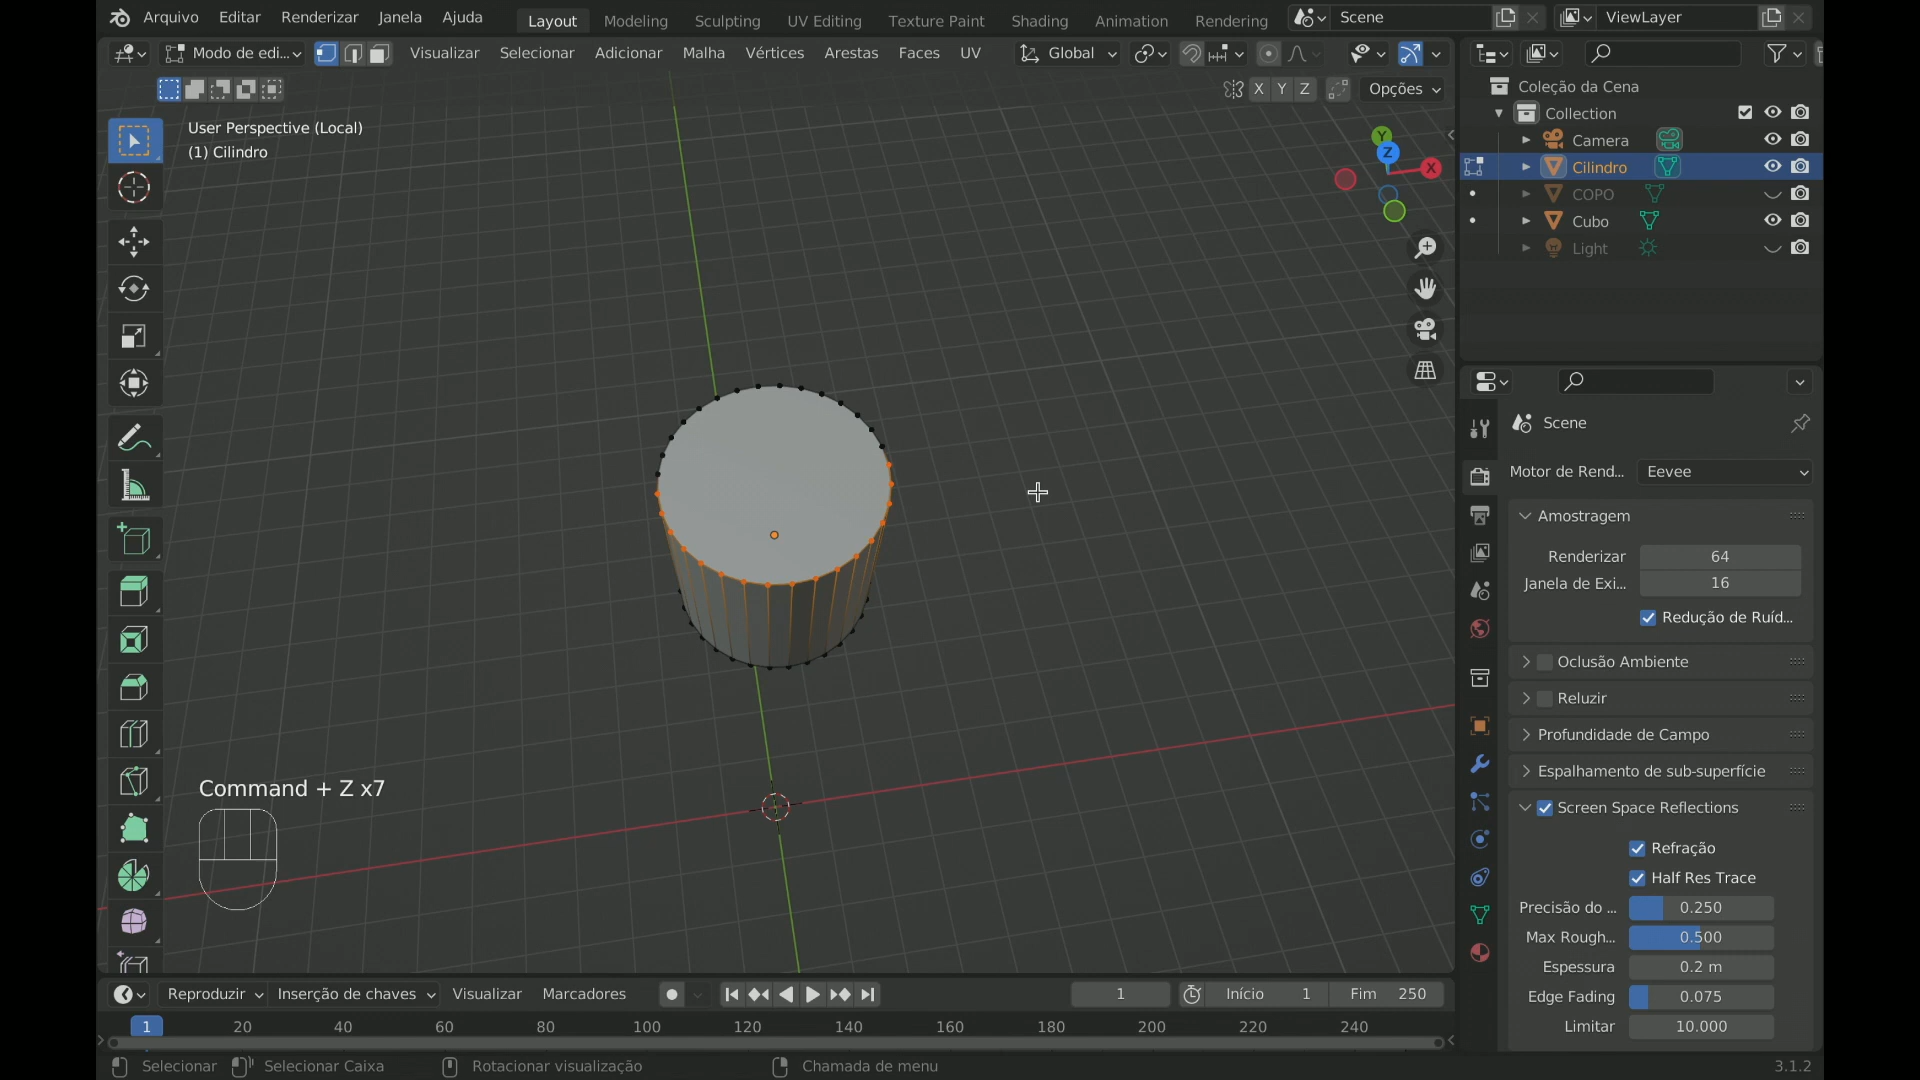 Arquivo Editar Renderizar Janela Ajuda
Layout Modeling Sculpting UV Editing Texture Paint Shading Animation Rendering
Scene
ViewLayer
Modo de edi...
Visualizar Selecionar Adicionar Malha Vértices Arestas Faces UV
Global
X Y Z
Opções
User Perspective (Local)
(1) Cilindro
Y
Z
X
Command + Z x7
Coleção da Cena
Collection
Camera
Cilindro
COPO
Cubo
Light
Scene
Motor de Rend... Eevee
Amostragem
Renderizar 64
Janela de Exi... 16
Redução de Ruíd...
Oclusão Ambiente
Reluzir
Profundidade de Campo
Espalhamento de sub-superfície
Screen Space Reflections
Refração
Half Res Trace
Precisão do ... 0.250
Max Rough... 0.500
Espessura 0.2 m
Edge Fading 0.075
Limitar 10.000
Reproduzir Inserção de chaves Visualizar Marcadores
1
Início 1
Fim 250
1 20 40 60 80 100 120 140 160 180 200 220 240
Selecionar Selecionar Caixa Rotacionar visualização Chamada de menu
3.1.2